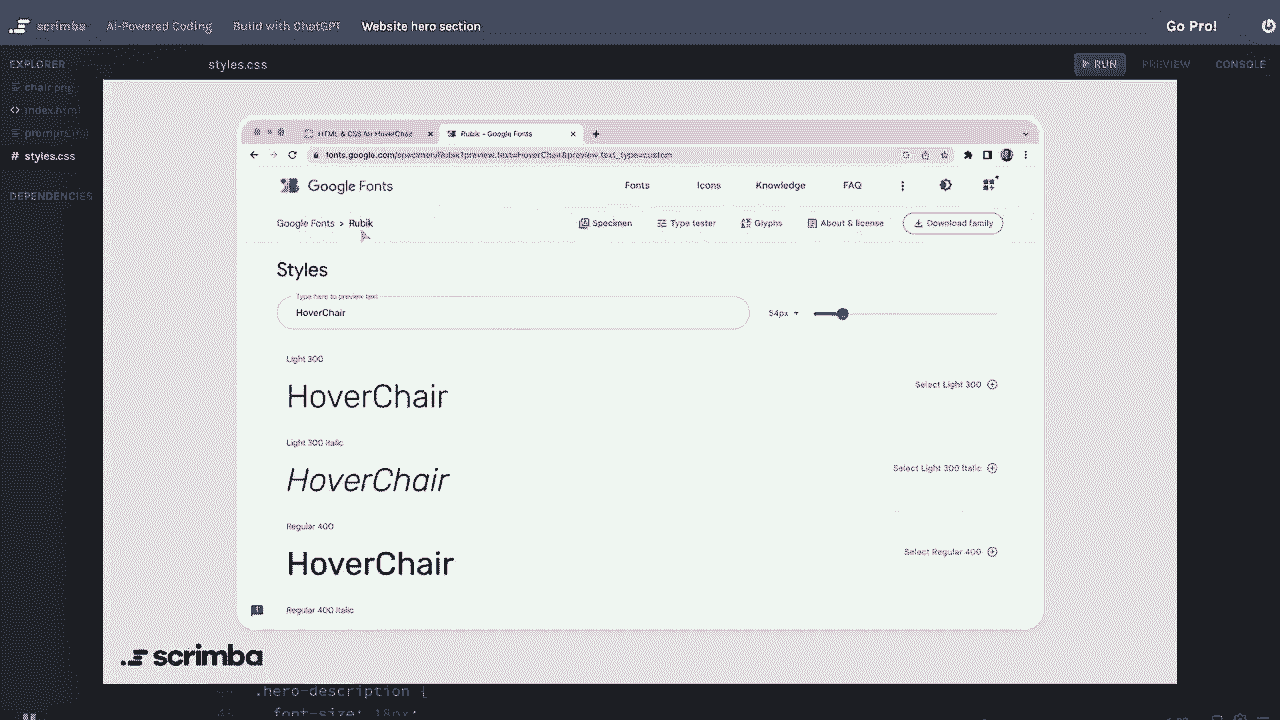 scrimba AI-Powered Coding Build with ChatGPT Website hero section Go Pro!
EXPLORER styles.css RUN PREVIEW CONSOLE
chair.png
index.html
styles.css
DEPENDENCIES
HTML & CSS for HoverChair Rubik - Google Fonts
fonts.google.com/specimen/Rubik?preview.text=HoverChair&preview.text_type=custom
Google Fonts Fonts Icons Knowledge FAQ
Google Fonts > Rubik Specimen Type tester Glyphs About & license Download family
Styles
Type here to preview text
HoverChair 54px
Light 300
HoverChair Select Light 300
Light 300 Italic
HoverChair Select Light 300 Italic
Regular 400
HoverChair Select Regular 400
Regular 400 Italic
scrimba
.hero-description {
font-size: 18px;